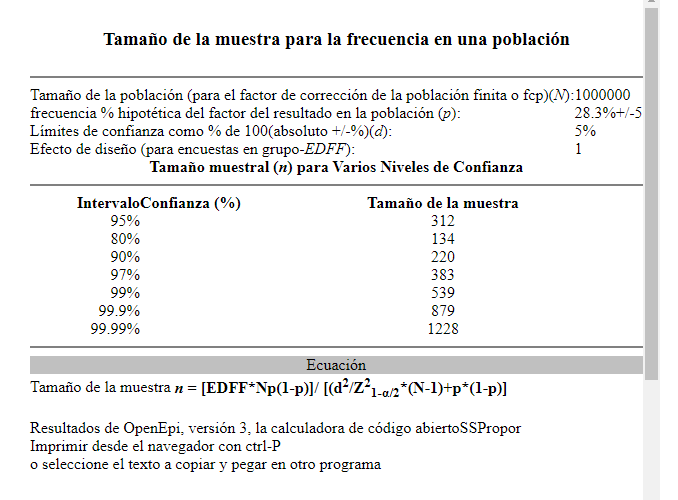 Tamaño de la muestra para la frecuencia en una población
Tamaño de la población (para el factor de corrección de la población finita o fcp)(N):1000000
frecuencia % hipotética del factor del resultado en la población (p): 28.3%+/-5
Límites de confianza como % de 100(absoluto +/-%)(d): 5%
Efecto de diseño (para encuestas en grupo-EDFF): 1
Tamaño muestral (n) para Varios Niveles de Confianza
IntervaloConfianza (%) Tamaño de la muestra
95% 312
80% 134
90% 220
97% 383
99% 539
99.9% 879
99.99% 1228
Ecuación
Tamaño de la muestra n = [EDFF*Np(1-p)]/ [(d²/Z²₁₋α/₂*(N-1)+p*(1-p)]
Resultados de OpenEpi, versión 3, la calculadora de código abiertoSSPropor
Imprimir desde el navegador con ctrl-P
o seleccione el texto a copiar y pegar en otro programa